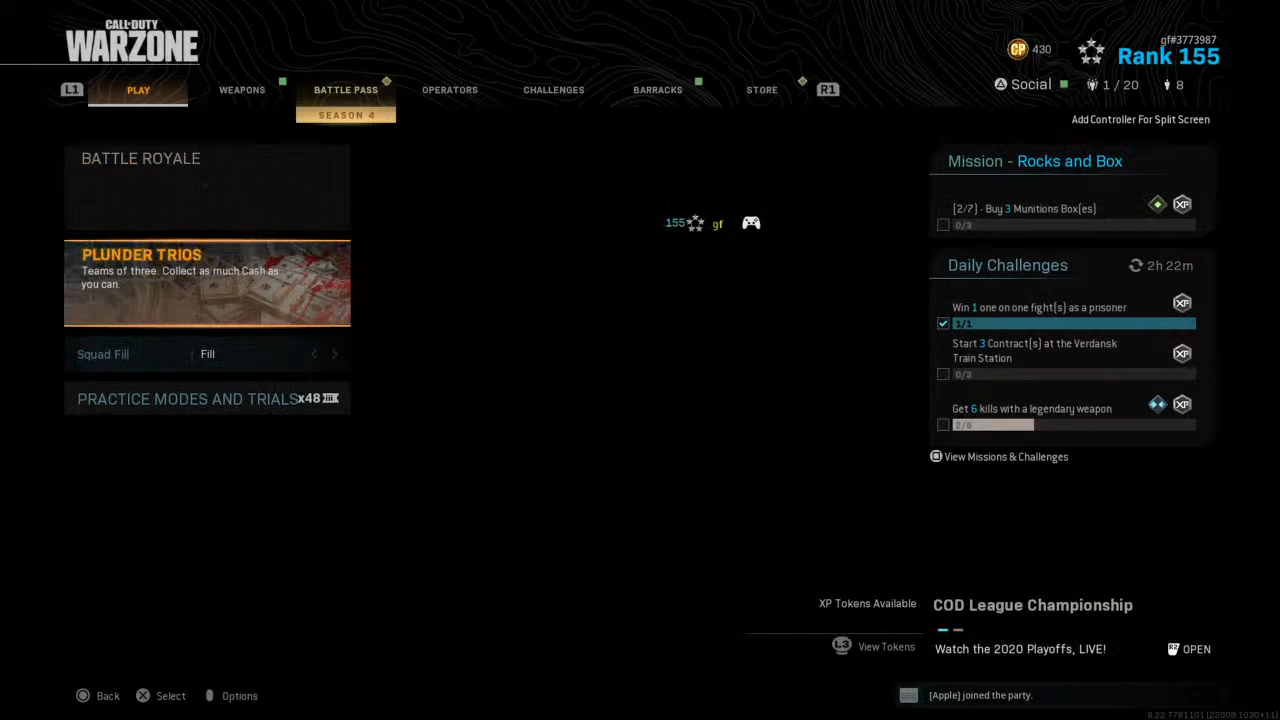 CALL OF DUTY
WARZONE
CP 430
gf#3773987
Rank 155
L1
PLAY
WEAPONS
BATTLE PASS
SEASON 4
OPERATORS
CHALLENGES
BARRACKS
STORE
R1
Social
1 / 20
8
Add Controller For Split Screen
BATTLE ROYALE
PLUNDER TRIOS
Teams of three. Collect as much Cash as
you can.
Squad Fill
Fill
PRACTICE MODES AND TRIALS x48
155 gf
Mission - Rocks and Box
(2/7) - Buy 3 Munitions Box(es)
XP
0/3
Daily Challenges
2h 22m
Win 1 one on one fight(s) as a prisoner
XP
1/1
Start 3 Contract(s) at the Verdansk
Train Station
XP
0/3
Get 6 kills with a legendary weapon
XP
2/6
View Missions & Challenges
XP Tokens Available
L3 View Tokens
COD League Championship
Watch the 2020 Playoffs, LIVE!
R2 OPEN
Back
Select
Options
[Apple] joined the party.